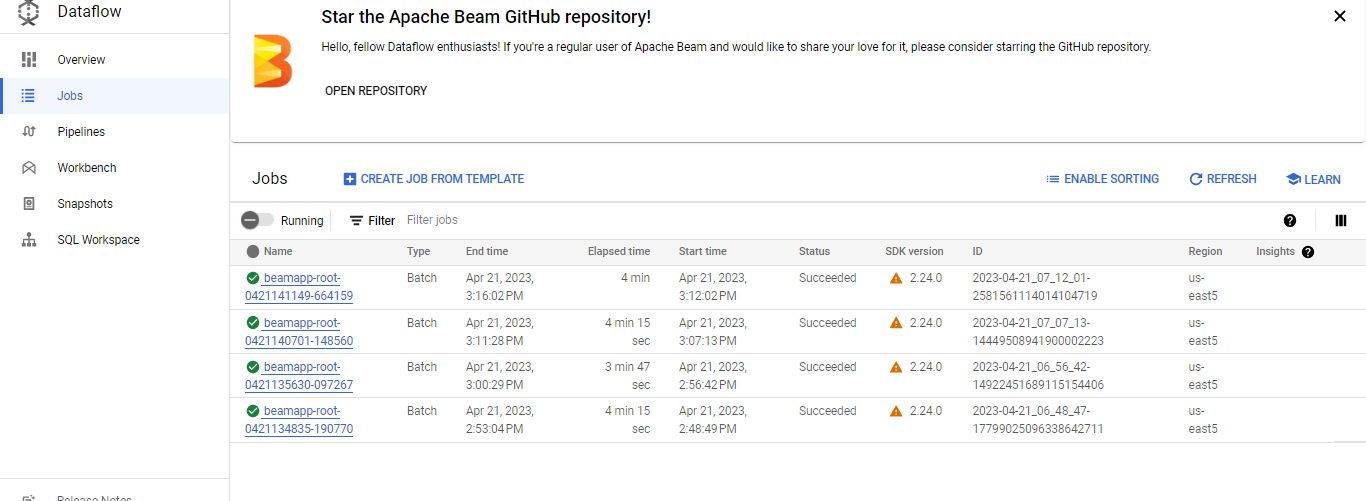 Dataflow
Overview
Jobs
Pipelines
Workbench
Snapshots
SQL Workspace
Release Notes
Star the Apache Beam GitHub repository!
Hello, fellow Dataflow enthusiasts! If you're a regular user of Apache Beam and would like to share your love for it, please consider starring the GitHub repository.
OPEN REPOSITORY
Jobs CREATE JOB FROM TEMPLATE ENABLE SORTING REFRESH LEARN
Running Filter Filter jobs
Name Type End time Elapsed time Start time Status SDK version ID Region Insights
beamapp-root- Batch Apr 21, 2023, 4 min Apr 21, 2023, Succeeded 2.24.0 2023-04-21_07_12_01- us-
0421141149-664159 3:16:02 PM 3:12:02 PM 2581561114014104719 east5
beamapp-root- Batch Apr 21, 2023, 4 min 15 Apr 21, 2023, Succeeded 2.24.0 2023-04-21_07_07_13- us-
0421140701-148560 3:11:28 PM sec 3:07:13 PM 14449508941900002223 east5
beamapp-root- Batch Apr 21, 2023, 3 min 47 Apr 21, 2023, Succeeded 2.24.0 2023-04-21_06_56_42- us-
0421135630-097267 3:00:29 PM sec 2:56:42 PM 14922451689115154406 east5
beamapp-root- Batch Apr 21, 2023, 4 min 15 Apr 21, 2023, Succeeded 2.24.0 2023-04-21_06_48_47- us-
0421134835-190770 2:53:04 PM sec 2:48:49 PM 17799025096338642711 east5